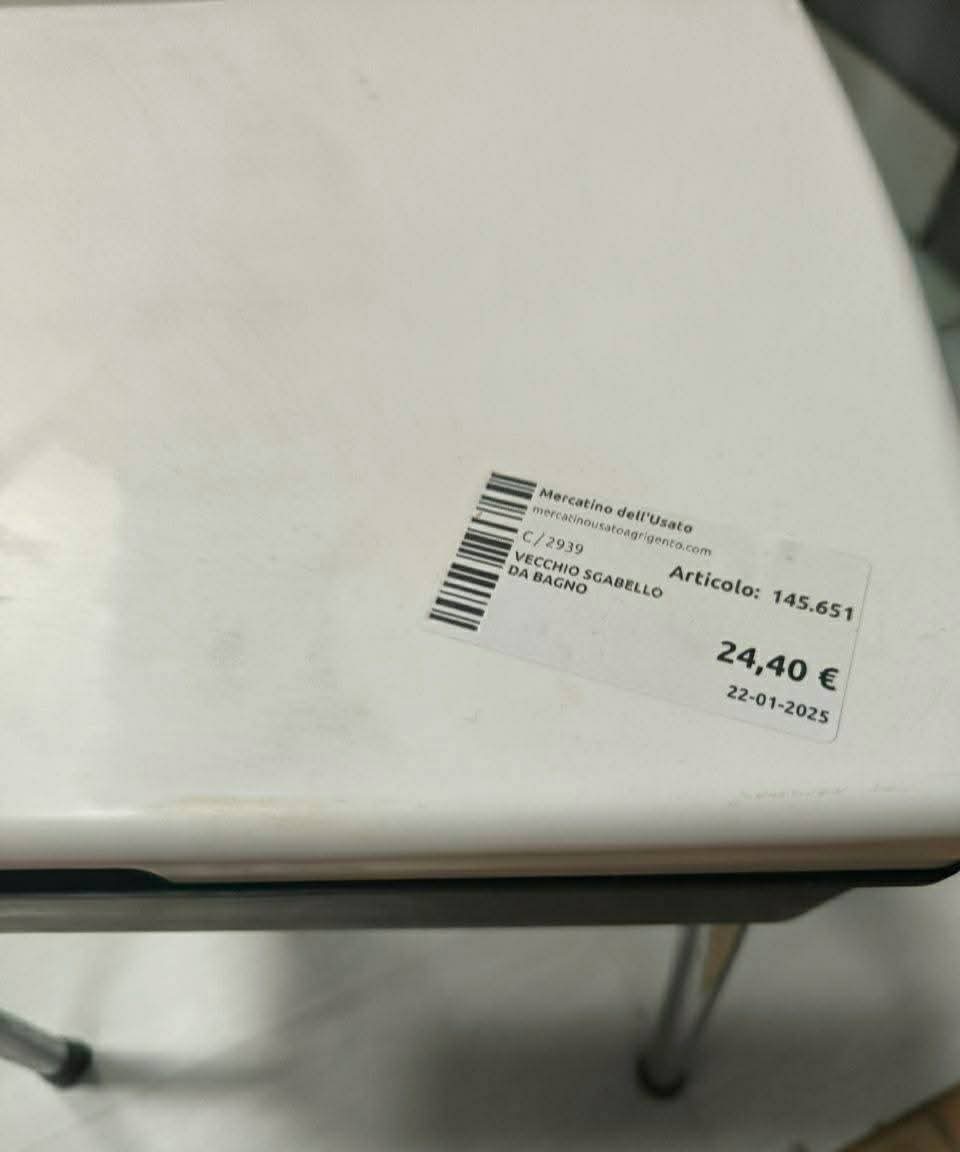 Mercatino dell'Usato
mercatinousatoagrigento.com
C/2939
Articolo: 145.651
VECCHIO SGABELLO
DA BAGNO
24,40 €
22-01-2025